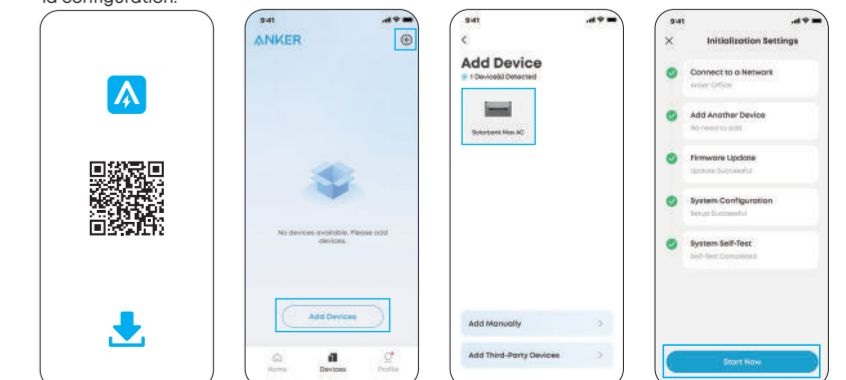 la configuration.
9:41
ANKER
No devices available. Please add
devices.
Add Devices
Home
Devices
Profile
9:41
Add Device
1 Device(s) Detected
Solarbank Max AC
Add Manually
Add Third-Party Devices
9:41
Initialization Settings
Connect to a Network
Anker Office
Add Another Device
No need to add
Firmware Update
Update Successful
System Configuration
Setup Successful
System Self-Test
Self-Test Completed
Start Now